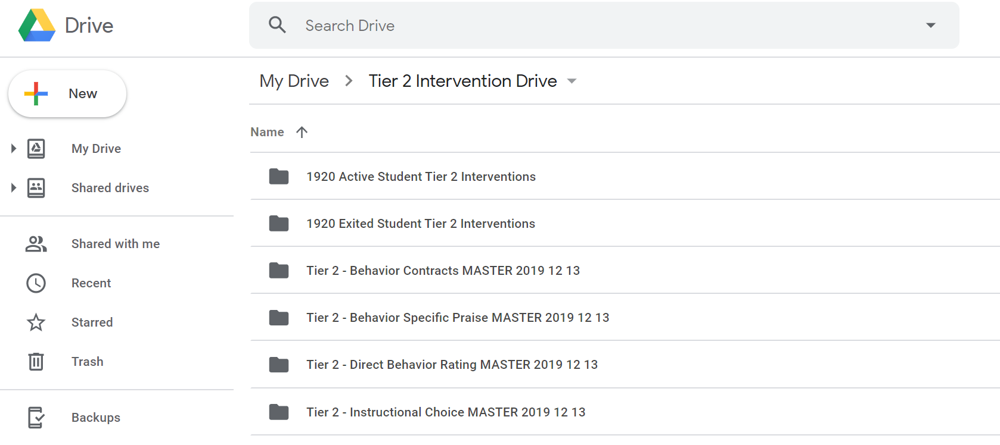 Drive
Search Drive
My Drive > Tier 2 Intervention Drive
New
Name
My Drive
Shared drives
Shared with me
Recent
Starred
Trash
Backups
1920 Active Student Tier 2 Interventions
1920 Exited Student Tier 2 Interventions
Tier 2 - Behavior Contracts MASTER 2019 12 13
Tier 2 - Behavior Specific Praise MASTER 2019 12 13
Tier 2 - Direct Behavior Rating MASTER 2019 12 13
Tier 2 - Instructional Choice MASTER 2019 12 13